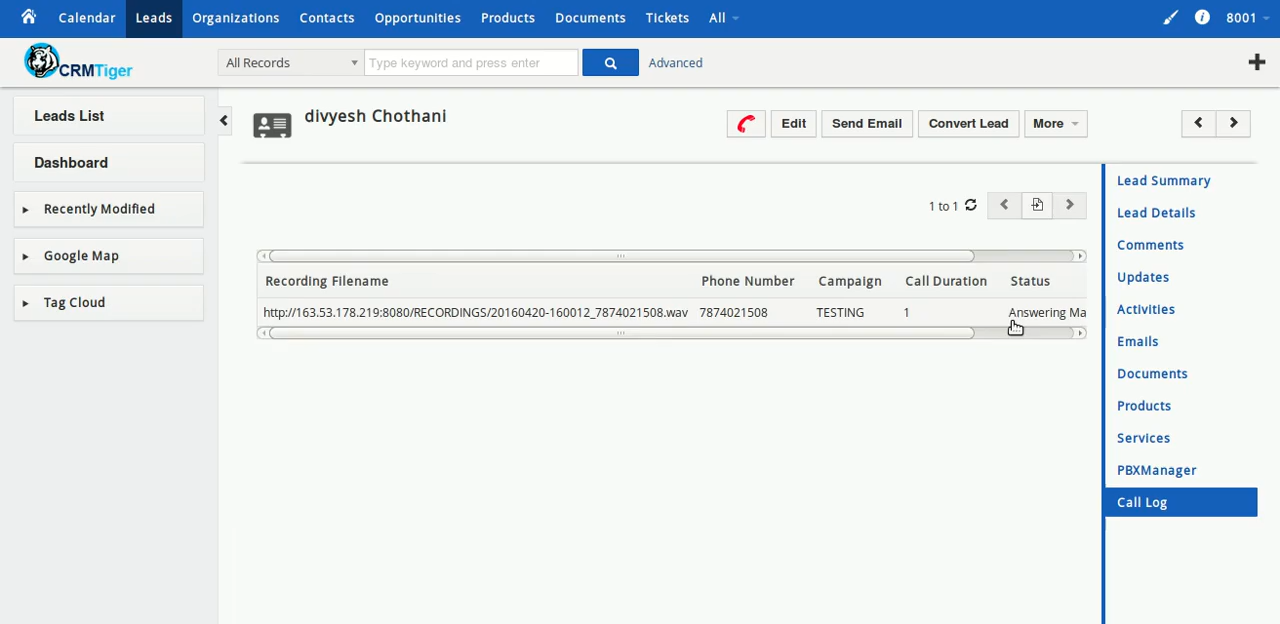 Calendar Leads Organizations Contacts Opportunities Products Documents Tickets All 8001
CRMTiger All Records Type keyword and press enter Advanced
Leads List
Dashboard
Recently Modified
Google Map
Tag Cloud
divyesh Chothani
Edit Send Email Convert Lead More
1 to 1
Recording Filename Phone Number Campaign Call Duration Status
http://163.53.178.219:8080/RECORDINGS/20160420-160012_7874021508.wav 7874021508 TESTING 1 Answering Ma
Lead Summary
Lead Details
Comments
Updates
Activities
Emails
Documents
Products
Services
PBXManager
Call Log